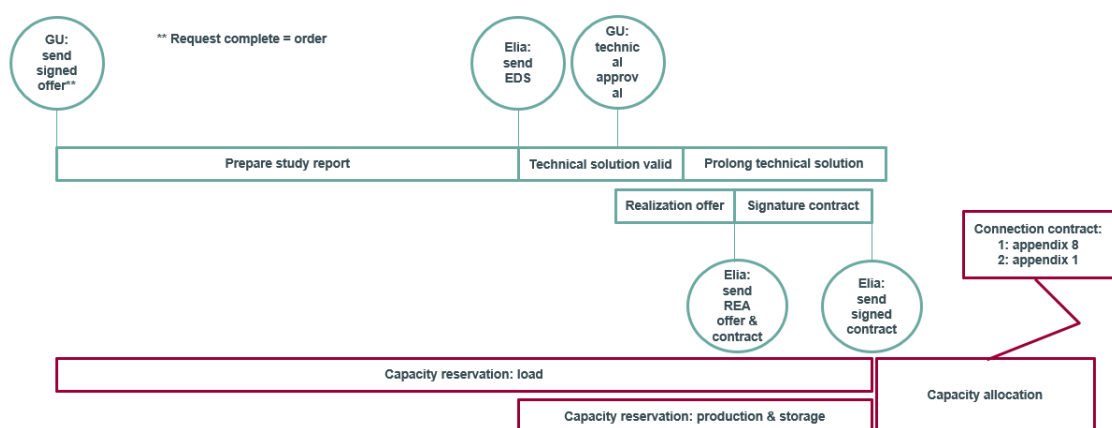 GU:
send
signed
offer**
** Request complete = order
Elia:
send
EDS
GU:
technic
al
approv
al
Prepare study report
Technical solution valid
Prolong technical solution
Realization offer
Signature contract
Connection contract:
1: appendix 8
2: appendix 1
Elia:
send
REA
offer &
contract
Elia:
send
signed
contract
Capacity reservation: load
Capacity allocation
Capacity reservation: production & storage